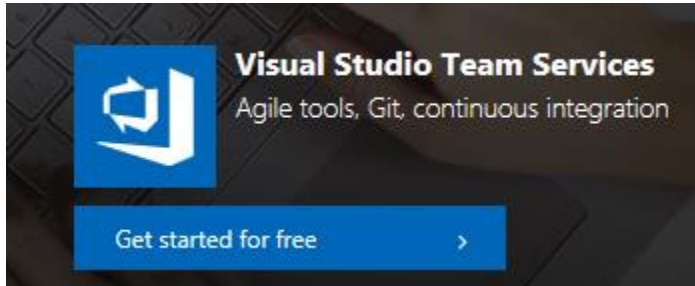 Visual Studio Team Services
Agile tools, Git, continuous integration
Get started for free